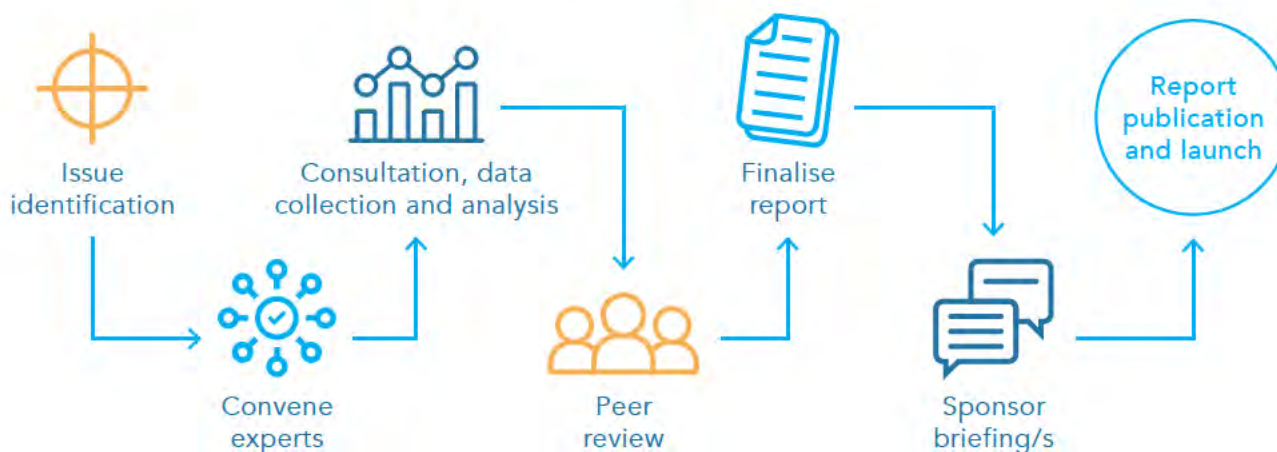 Issue
identification
Convene
experts
Consultation, data
collection and analysis
Peer
review
Finalise
report
Sponsor
briefing/s
Report
publication
and launch